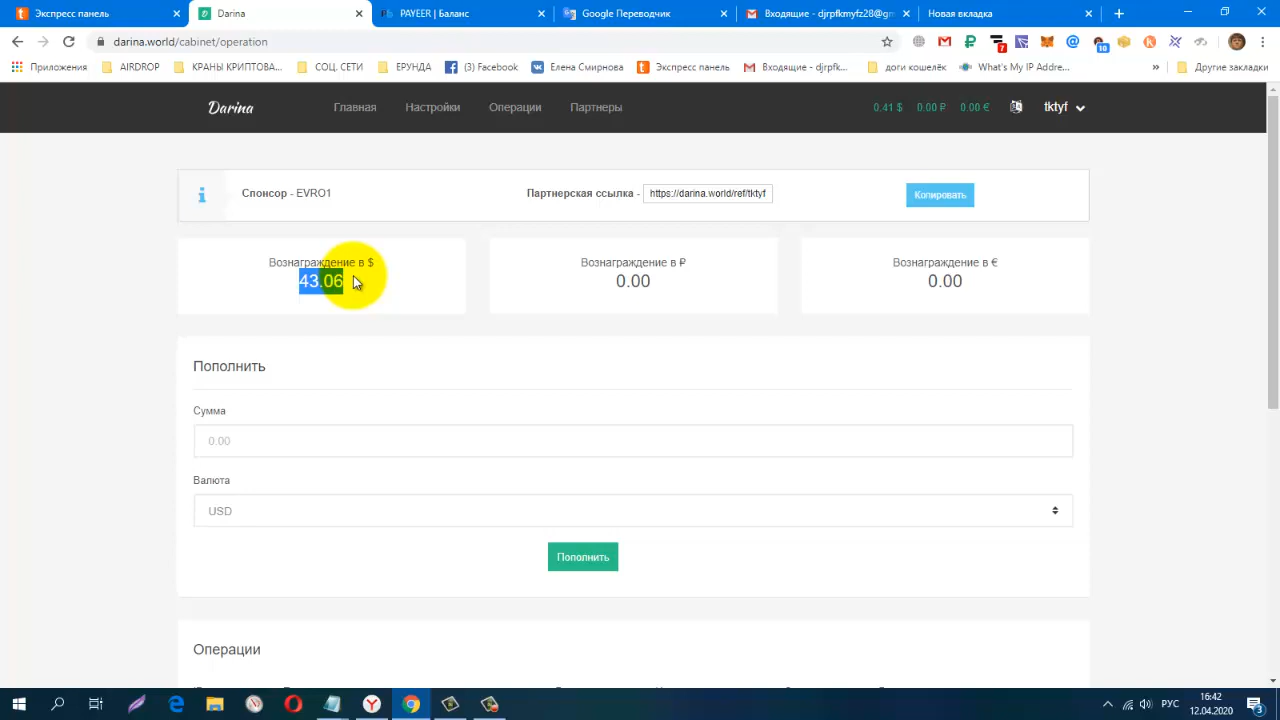 Экспресс панель
Darina
PAYEER | Баланс
Google Переводчик
Входящие - djrpfkmyfz28@gm
Новая вкладка
darina.world/cabinet/operation
7
10
Приложения
AIRDROP
КРАНЫ КРИПТОВА...
СОЦ. СЕТИ
ЕРУНДА
(3) Facebook
Елена Смирнова
Экспресс панель
Входящие - djrpfk...
доги кошелёк
What's My IP Addre...
»
Другие закладки
Darina
Главная
Настройки
Операции
Партнеры
0.41 $
0.00 ₽
0.00 €
tktyf
Спонсор - EVRO1
Партнерская ссылка -
https://darina.world/ref/tktyf
Копировать
Вознаграждение в $
43.06
Вознаграждение в ₽
0.00
Вознаграждение в €
0.00
Пополнить
Сумма
0.00
Валюта
USD
Пополнить
Операции
16:42
РУС
12.04.2020
3